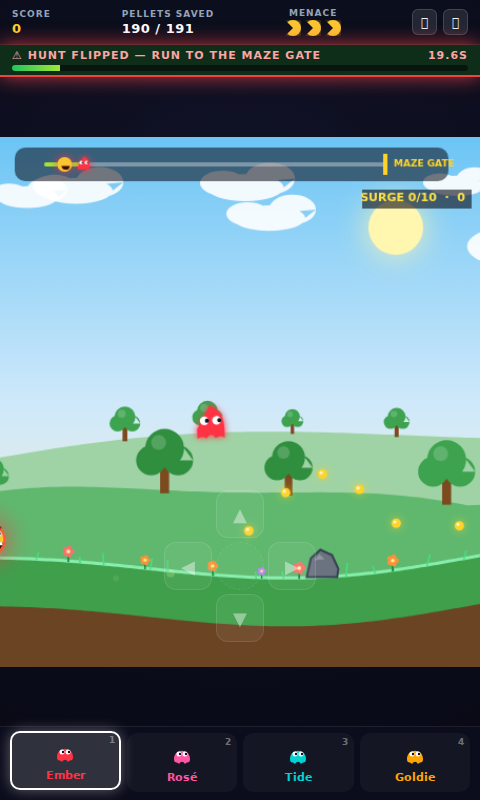 SCORE
0
PELLETS SAVED
190 / 191
MENACE
⚠ HUNT FLIPPED — RUN TO THE MAZE GATE
19.6S
MAZE GATE
SURGE 0/10 · 0
1
Ember
2
Rosé
3
Tide
4
Goldie